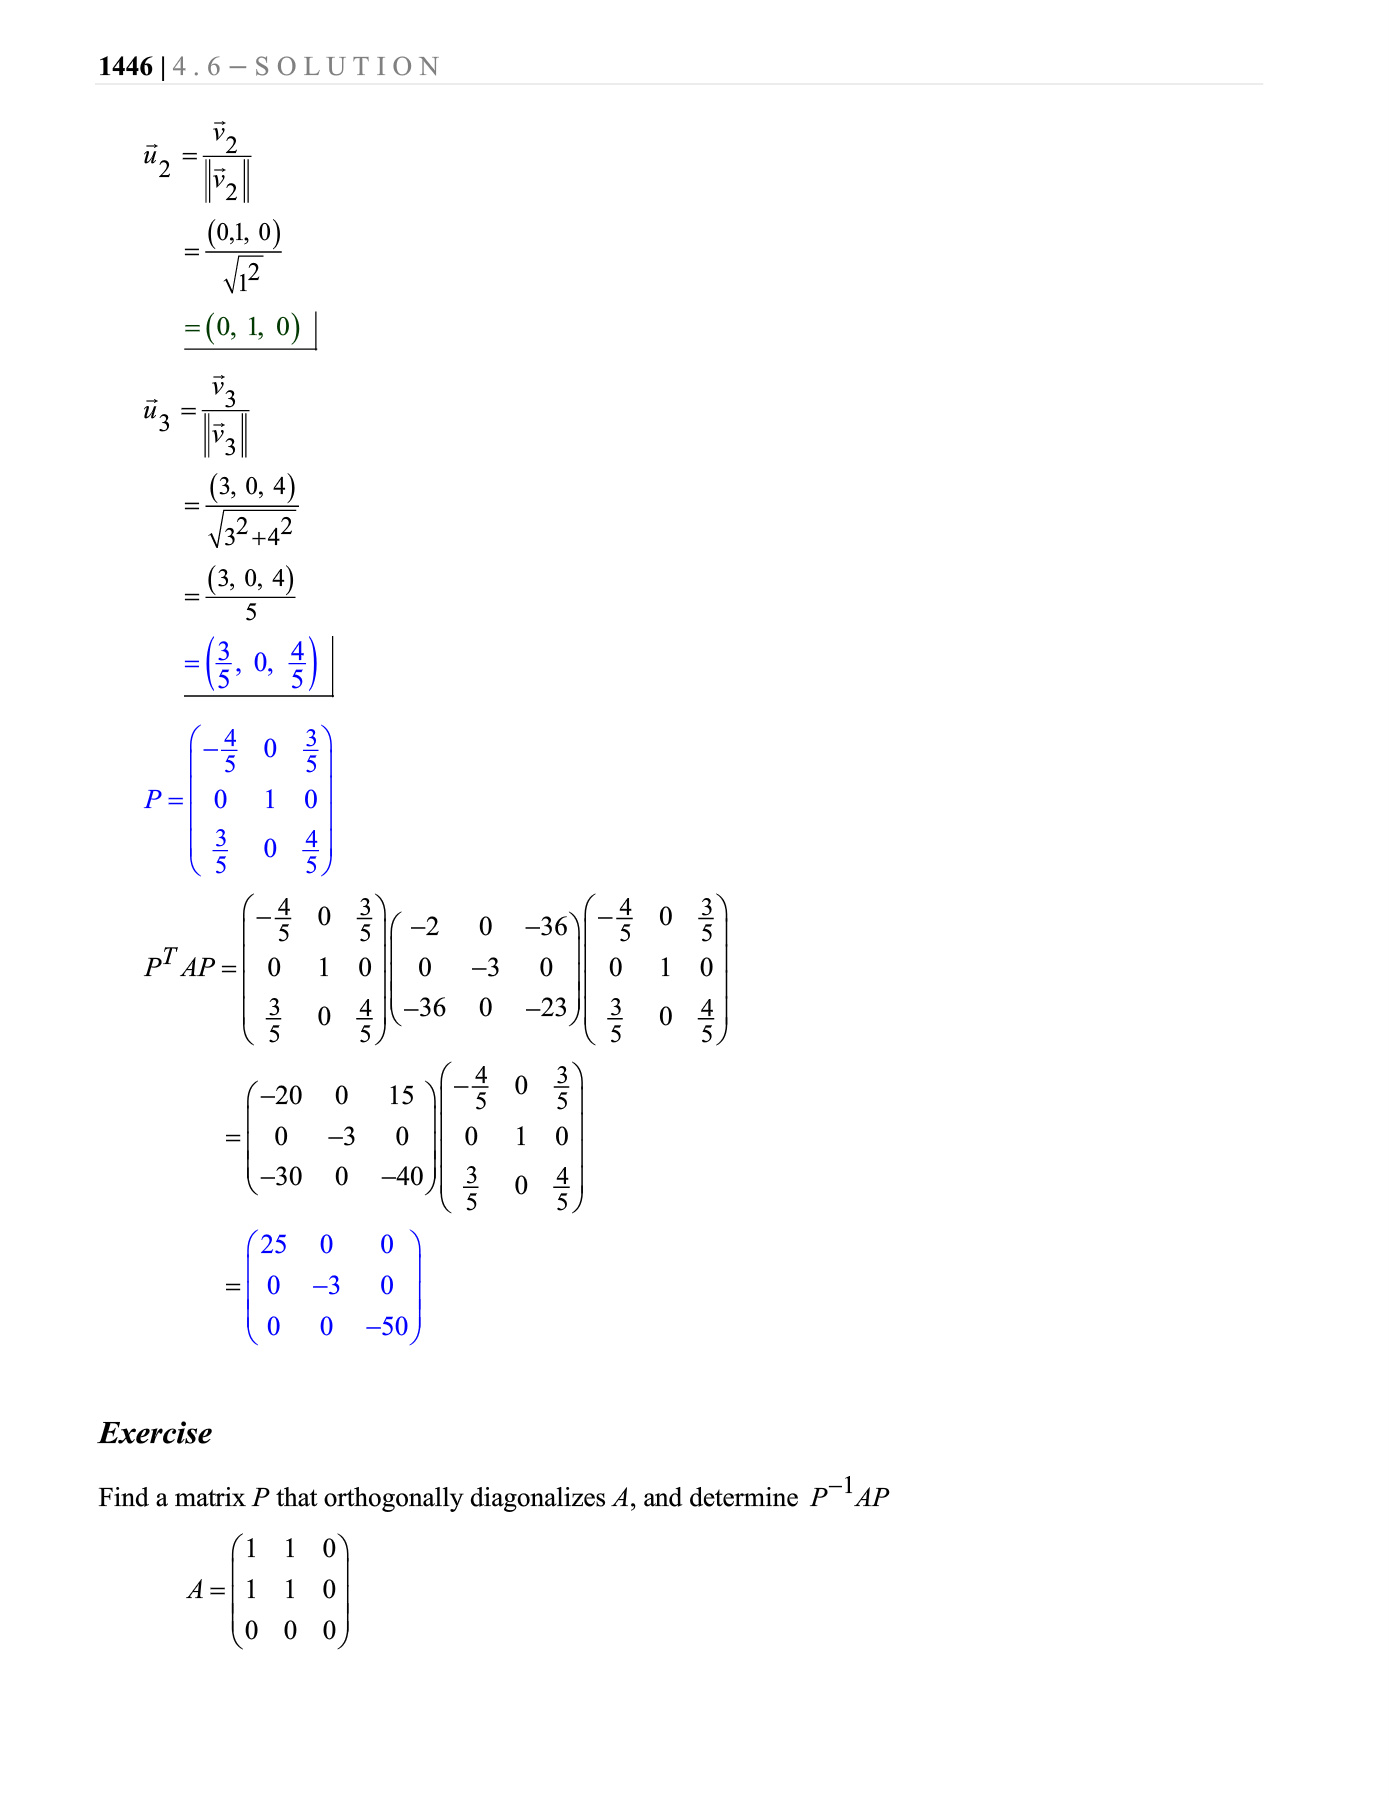 1446 | 4.6 – SOLUTION
$\vec{u}_2 = \frac{\vec{v}_2}{\|\vec{v}_2\|}$
$= \frac{(0,1,\ 0)}{\sqrt{1^2}}$
$= (0,\ 1,\ 0)$
$\vec{u}_3 = \frac{\vec{v}_3}{\|\vec{v}_3\|}$
$= \frac{(3,\ 0,\ 4)}{\sqrt{3^2+4^2}}$
$= \frac{(3,\ 0,\ 4)}{5}$
$= \left(\frac{3}{5},\ 0,\ \frac{4}{5}\right)$
$P = \begin{pmatrix} -\frac{4}{5} & 0 & \frac{3}{5} \\ 0 & 1 & 0 \\ \frac{3}{5} & 0 & \frac{4}{5} \end{pmatrix}$
$P^T AP = \begin{pmatrix} -\frac{4}{5} & 0 & \frac{3}{5} \\ 0 & 1 & 0 \\ \frac{3}{5} & 0 & \frac{4}{5} \end{pmatrix} \begin{pmatrix} -2 & 0 & -36 \\ 0 & -3 & 0 \\ -36 & 0 & -23 \end{pmatrix} \begin{pmatrix} -\frac{4}{5} & 0 & \frac{3}{5} \\ 0 & 1 & 0 \\ \frac{3}{5} & 0 & \frac{4}{5} \end{pmatrix}$
$= \begin{pmatrix} -20 & 0 & 15 \\ 0 & -3 & 0 \\ -30 & 0 & -40 \end{pmatrix} \begin{pmatrix} -\frac{4}{5} & 0 & \frac{3}{5} \\ 0 & 1 & 0 \\ \frac{3}{5} & 0 & \frac{4}{5} \end{pmatrix}$
$= \begin{pmatrix} 25 & 0 & 0 \\ 0 & -3 & 0 \\ 0 & 0 & -50 \end{pmatrix}$
Exercise
Find a matrix P that orthogonally diagonalizes A, and determine $P^{-1}AP$
$A = \begin{pmatrix} 1 & 1 & 0 \\ 1 & 1 & 0 \\ 0 & 0 & 0 \end{pmatrix}$